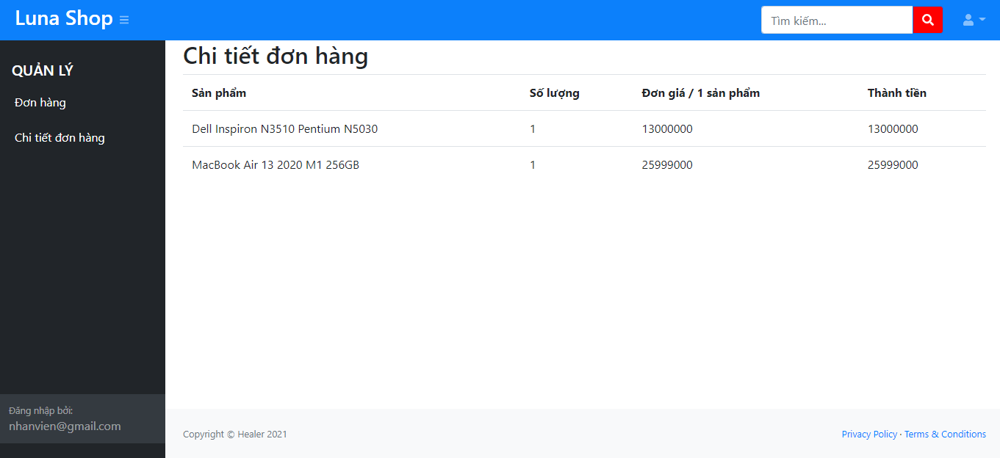 Luna Shop
Tìm kiếm...
QUẢN LÝ
Đơn hàng
Chi tiết đơn hàng
Đăng nhập bởi:
nhanvien@gmail.com
Chi tiết đơn hàng
Sản phẩm Số lượng Đơn giá / 1 sản phẩm Thành tiền
Dell Inspiron N3510 Pentium N5030 1 13000000 13000000
MacBook Air 13 2020 M1 256GB 1 25999000 25999000
Copyright © Healer 2021
Privacy Policy · Terms & Conditions